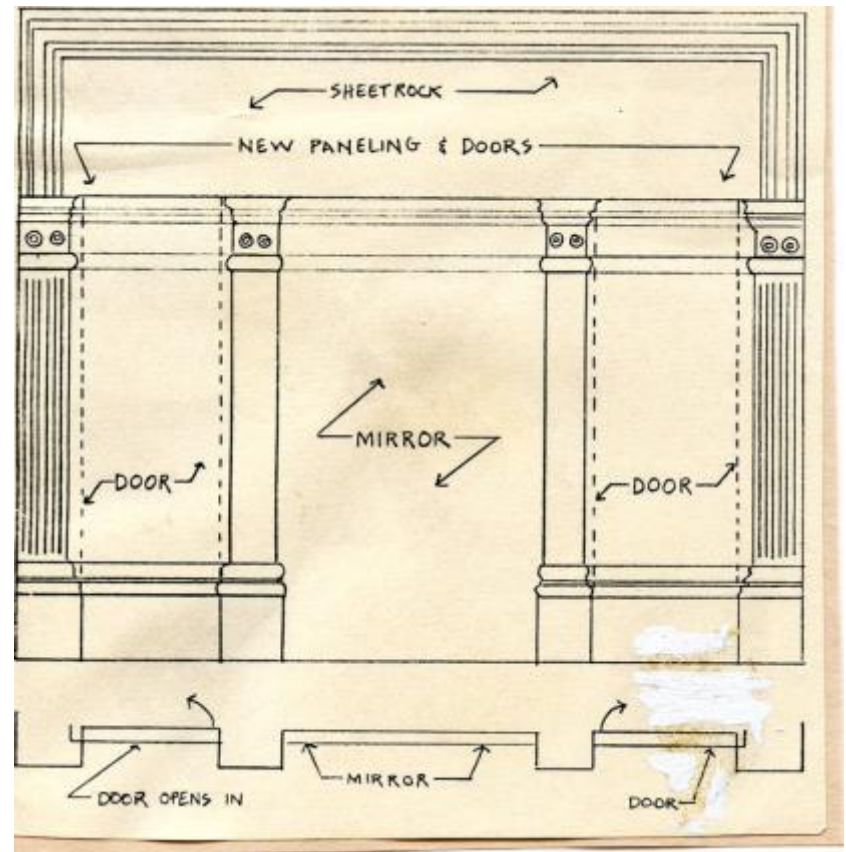 SHEETROCK
NEW PANELING & DOORS
MIRROR
DOOR
DOOR
MIRROR
DOOR OPENS IN
DOOR